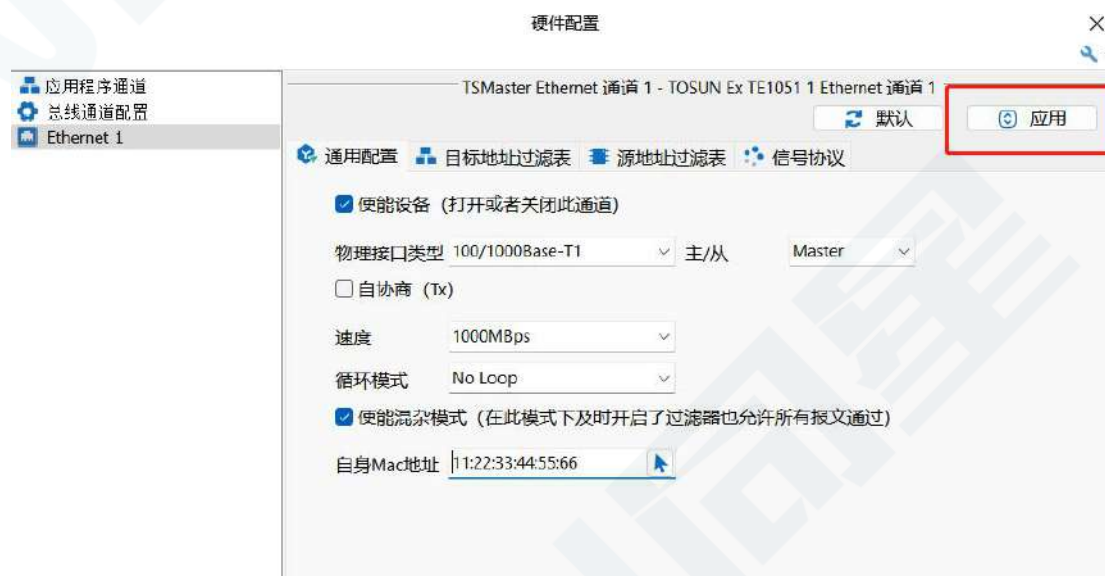 硬件配置
应用程序通道
总线通道配置
Ethernet 1
TSMaster Ethernet 通道 1 - TOSUN Ex TE1051 1 Ethernet 通道 1
默认
应用
通用配置
目标地址过滤表
源地址过滤表
信号协议
使能设备 (打开或者关闭此通道)
物理接口类型 100/1000Base-T1 主/从 Master
自协商 (Tx)
速度 1000MBps
循环模式 No Loop
使能混杂模式 (在此模式下及时开启了过滤器也允许所有报文通过)
自身Mac地址 11:22:33:44:55:66